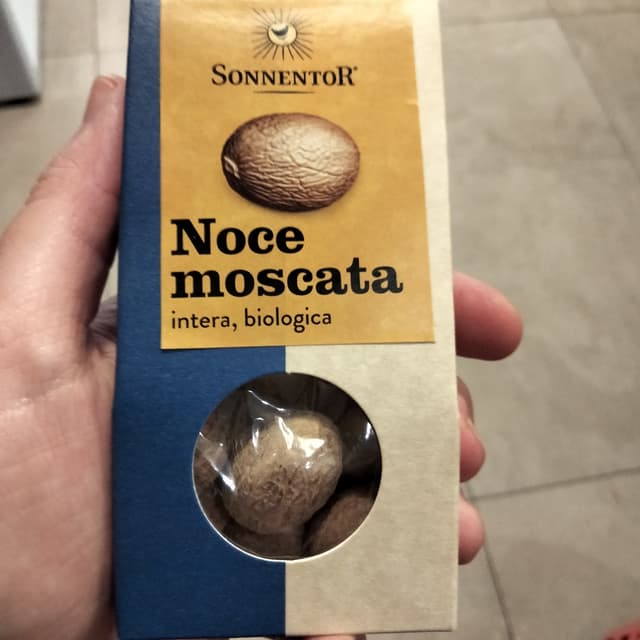 SONNENTOR®
Noce
moscata
intera, biologica